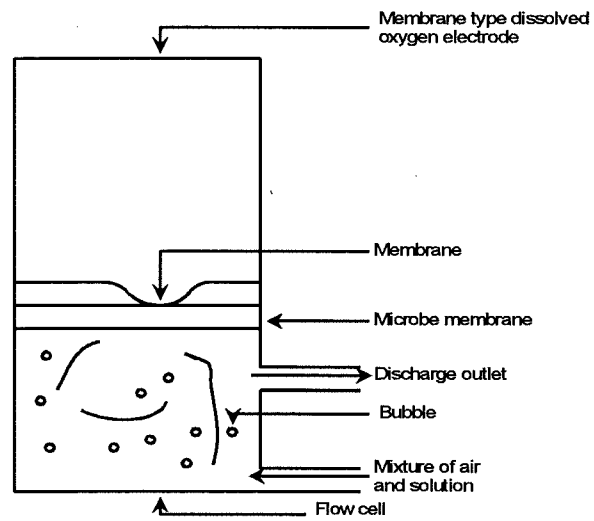 Membrane type dissolved
oxygen electrode
Membrane
Microbe membrane
Discharge outlet
Bubble
Mixture of air
and solution
Flow cell